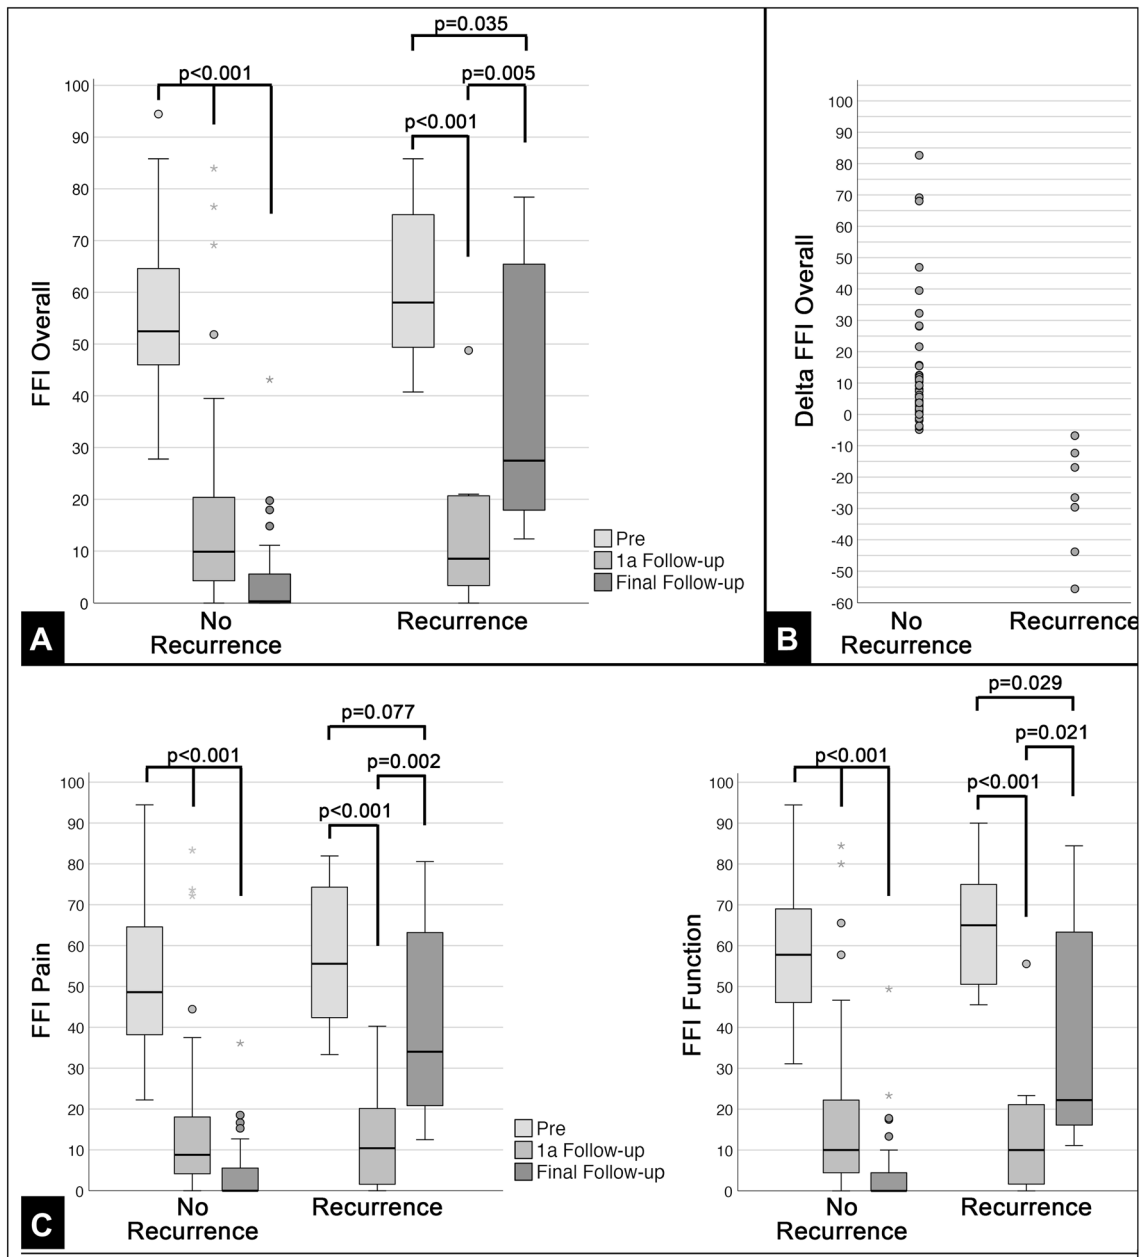 p=0.035
p<0.001
p=0.005
p<0.001
100
90
80
70
60
50
40
30
20
10
0
FFI Overall
No
Recurrence
Recurrence
Pre
1a Follow-up
Final Follow-up
A
100
90
80
70
60
50
40
30
20
10
0
-10
-20
-30
-40
-50
-60
Delta FFI Overall
No
Recurrence
Recurrence
B
p=0.077
p<0.001
p=0.002
p<0.001
100
90
80
70
60
50
40
30
20
10
0
FFI Pain
No
Recurrence
Recurrence
Pre
1a Follow-up
Final Follow-up
C
p=0.029
p=0.021
p<0.001
p<0.001
100
90
80
70
60
50
40
30
20
10
0
FFI Function
No
Recurrence
Recurrence